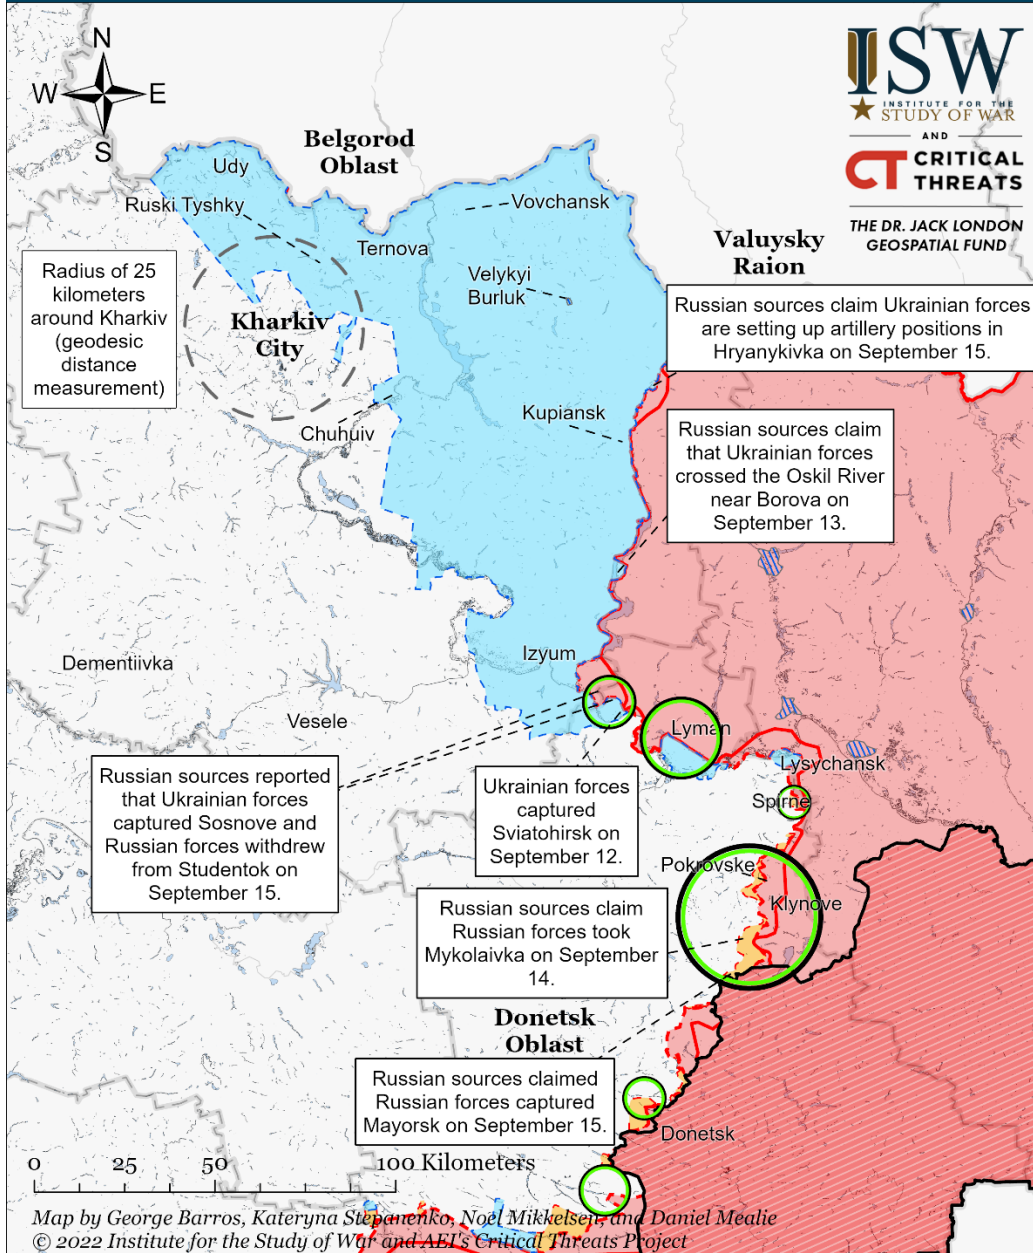 N
W E
S
ISW
INSTITUTE FOR THE
STUDY OF WAR
AND
CT CRITICAL
THREATS
THE DR. JACK LONDON
GEOSPATIAL FUND
Belgorod
Oblast
Udy
Ruski Tyshky
Vovchansk
Ternova
Valuysky
Raion
Velykyi
Burluk
Radius of 25
kilometers
around Kharkiv
(geodesic
distance
measurement)
Kharkiv
City
Russian sources claim Ukrainian forces
are setting up artillery positions in
Hryanykivka on September 15.
Kupiansk
Chuhuiv
Russian sources claim
that Ukrainian forces
crossed the Oskil River
near Borova on
September 13.
Izyum
Dementiivka
Vesele
Lyman
Lysychansk
Russian sources reported
that Ukrainian forces
captured Sosnove and
Russian forces withdrew
from Studentok on
September 15.
Ukrainian forces
captured
Sviatohirsk on
September 12.
Spirne
Pokrovske
Klynove
Russian sources claim
Russian forces took
Mykolaivka on September
14.
Donetsk
Oblast
Russian sources claimed
Russian forces captured
Mayorsk on September 15.
Donetsk
0 25 50 100 Kilometers
Map by George Barros, Kateryna Stepanenko, Noel Mikkelsen, and Daniel Mealie
© 2022 Institute for the Study of War and AEI's Critical Threats Project